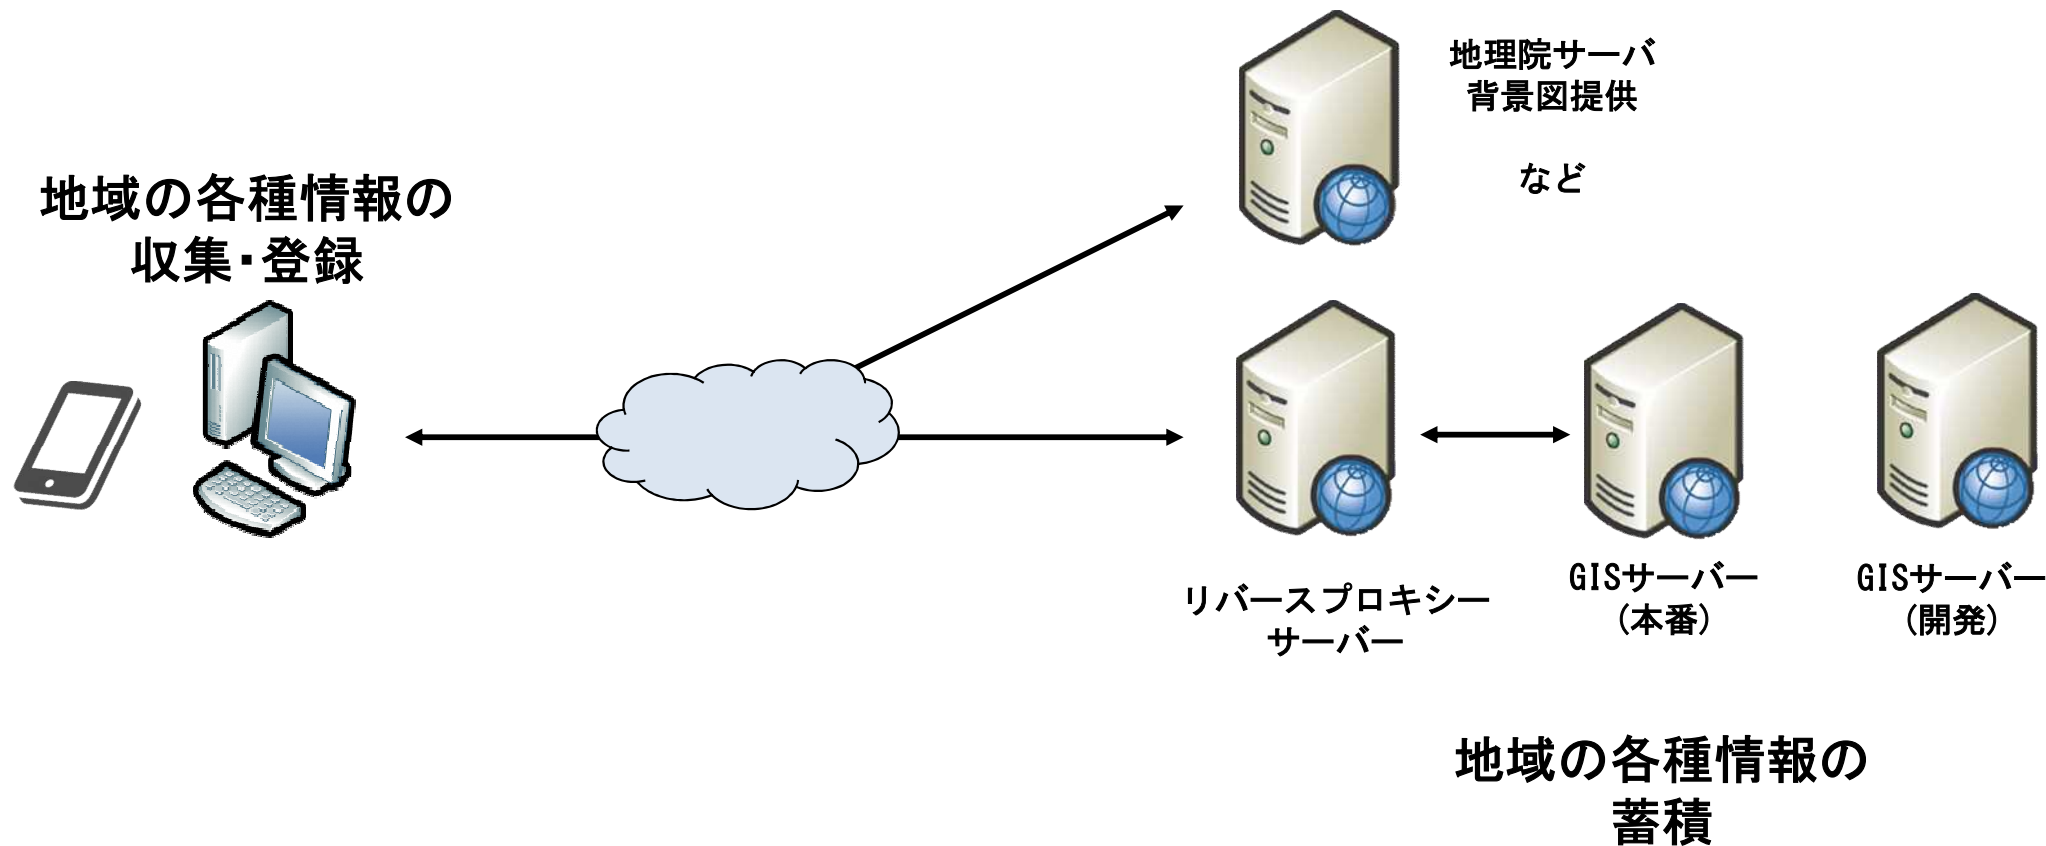 地域の各種情報の
収集・登録
地理院サーバ
背景図提供
など
リバースプロキシー
サーバー
GISサーバー
(本番)
GISサーバー
(開発)
地域の各種情報の
蓄積